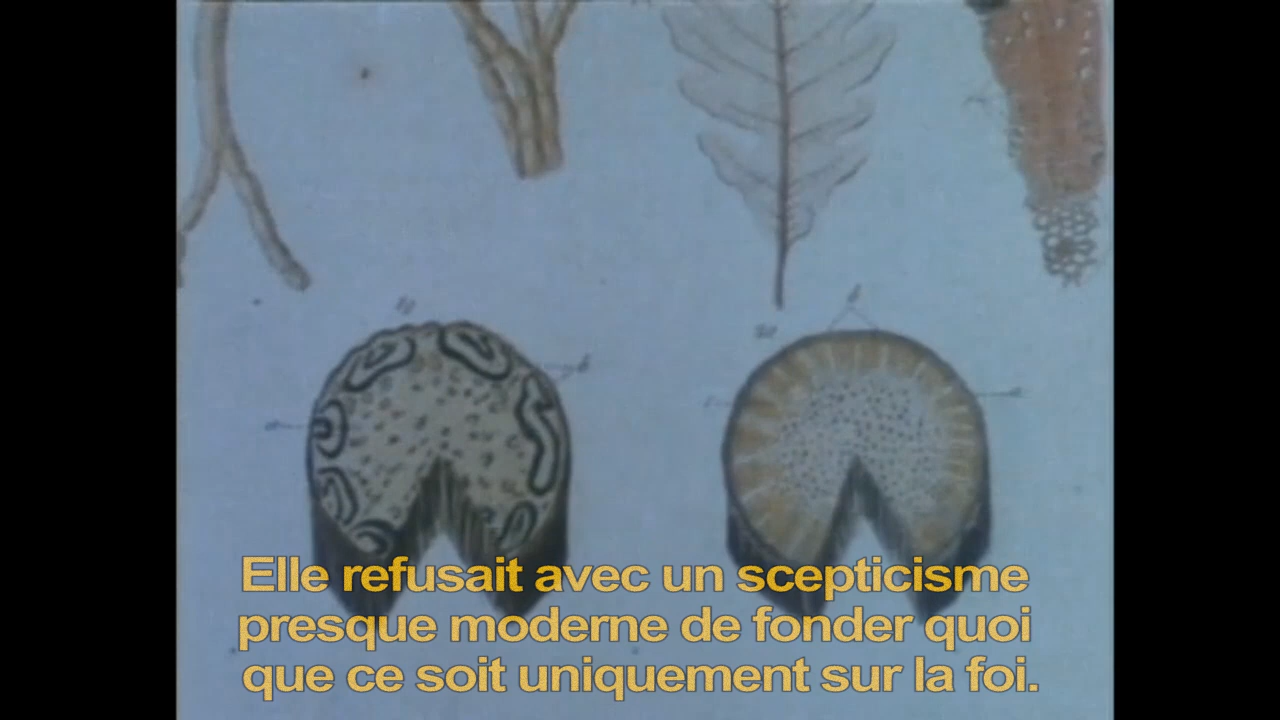 Elle refusait avec un scepticisme
presque moderne de fonder quoi
que ce soit uniquement sur la foi.